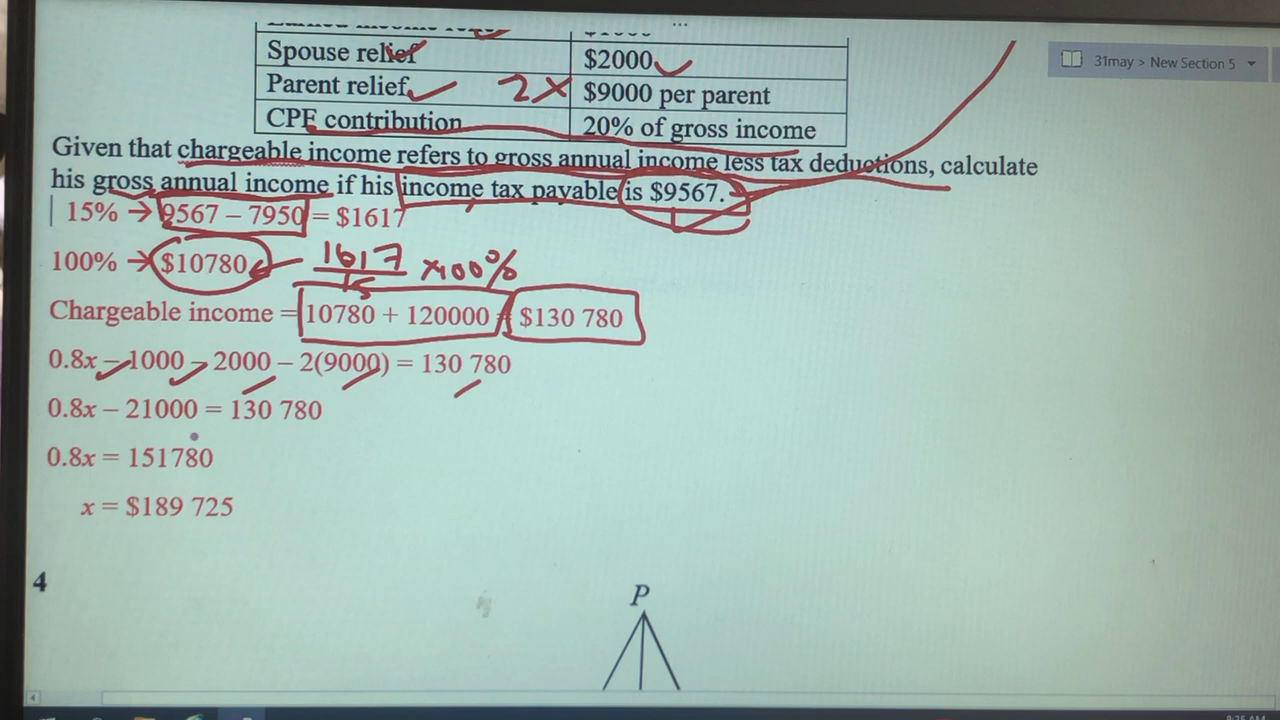 ...
31may > New Section 5
Spouse relief $2000
Parent relief 2x $9000 per parent
CPF contribution 20% of gross income
Given that chargeable income refers to gross annual income less tax deductions, calculate
his gross annual income if his income tax payable is $9567.
15% → 9567 – 7950 = $1617
100% → $10780 1617/15 x100%
Chargeable income = 10780 + 120000 = $130 780
0.8x – 1000 – 2000 – 2(9000) = 130 780
0.8x – 21000 = 130 780
0.8x = 151780
x = $189 725
4
P